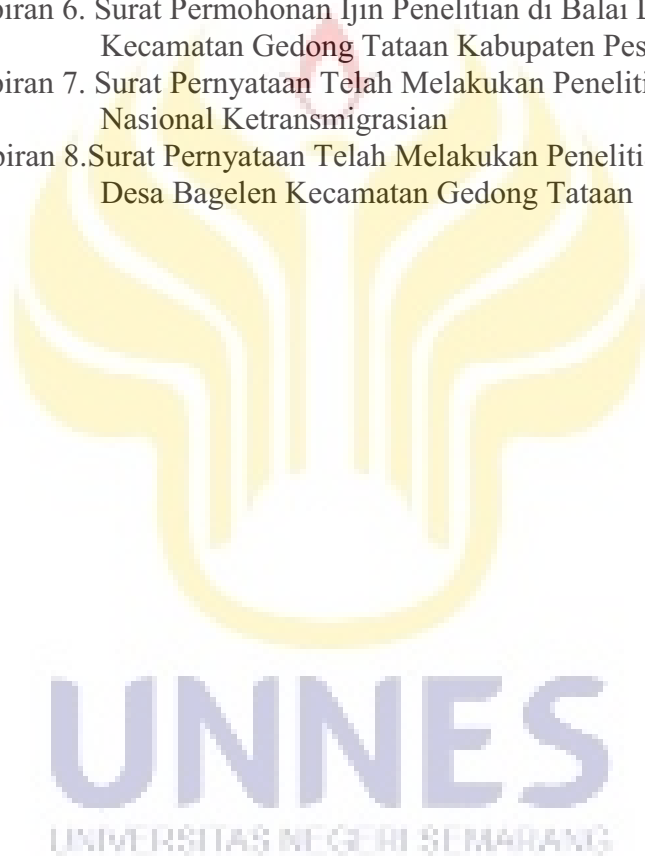 piran 6. Surat Permohonan Ijin Penelitian di Balai
Kecamatan Gedong Tataan Kabupaten Pes
piran 7. Surat Pernyataan Telah Melakukan Peneliti
Nasional Ketransmigrasian
piran 8.Surat Pernyataan Telah Melakukan Peneliti
Desa Bagelen Kecamatan Gedong Tataan
UNNES
UNIVERSITAS NEGERI SEMARANG